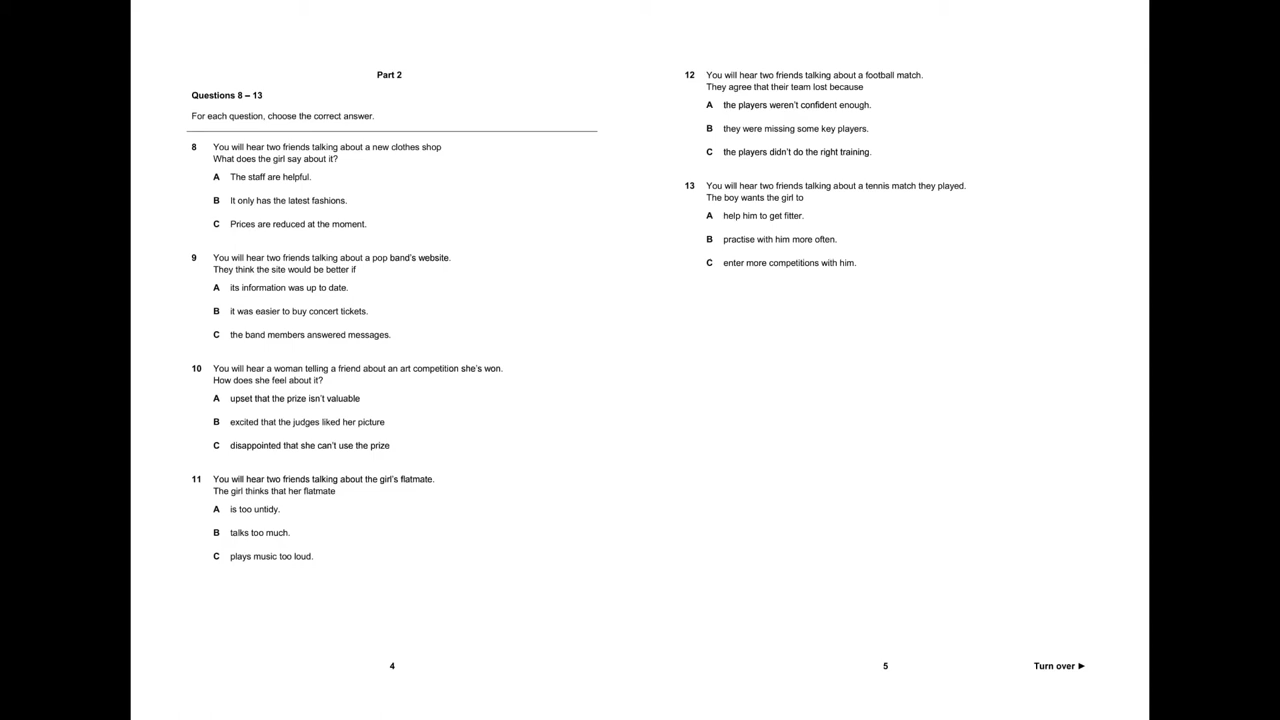 Part 2
Questions 8 – 13
For each question, choose the correct answer.
8 You will hear two friends talking about a new clothes shop
What does the girl say about it?
A The staff are helpful.
B It only has the latest fashions.
C Prices are reduced at the moment.
9 You will hear two friends talking about a pop band's website.
They think the site would be better if
A its information was up to date.
B it was easier to buy concert tickets.
C the band members answered messages.
10 You will hear a woman telling a friend about an art competition she's won.
How does she feel about it?
A upset that the prize isn't valuable
B excited that the judges liked her picture
C disappointed that she can't use the prize
11 You will hear two friends talking about the girl's flatmate.
The girl thinks that her flatmate
A is too untidy.
B talks too much.
C plays music too loud.
4
12 You will hear two friends talking about a football match.
They agree that their team lost because
A the players weren't confident enough.
B they were missing some key players.
C the players didn't do the right training.
13 You will hear two friends talking about a tennis match they played.
The boy wants the girl to
A help him to get fitter.
B practise with him more often.
C enter more competitions with him.
5
Turn over ►